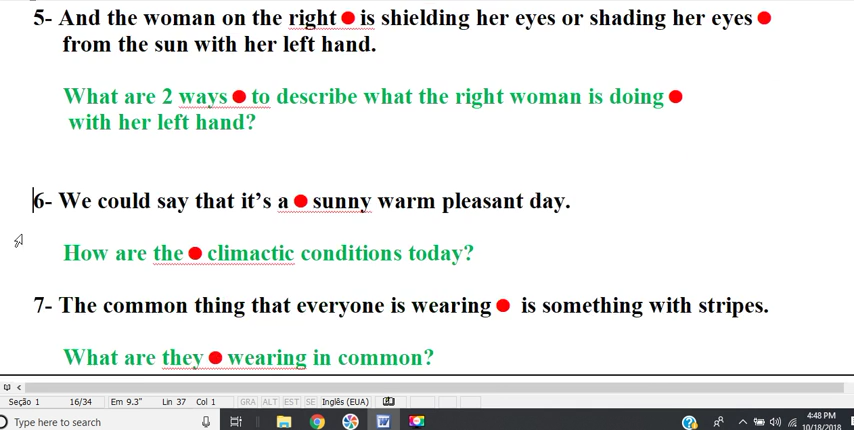 5- And the woman on the right ● is shielding her eyes or shading her eyes ●
from the sun with her left hand.
What are 2 ways ● to describe what the right woman is doing ●
with her left hand?
6- We could say that it's a ● sunny warm pleasant day.
How are the ● climactic conditions today?
7- The common thing that everyone is wearing ● is something with stripes.
What are they ● wearing in common?
Seção 1 16/34 Em 9.3" Lin 37 Col 1 GRA ALT EST SE Inglês (EUA)
Type here to search
4:48 PM
10/18/2018